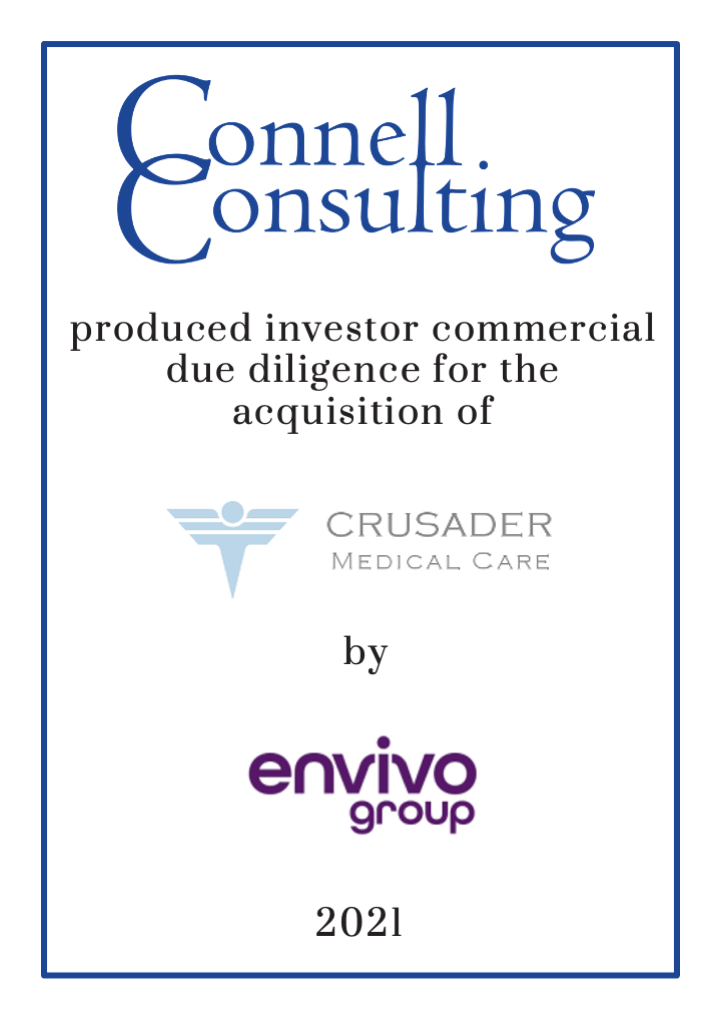 Connell
Consulting
produced investor commercial
due diligence for the
acquisition of
CRUSADER
MEDICAL CARE
by
envivo
group
2021